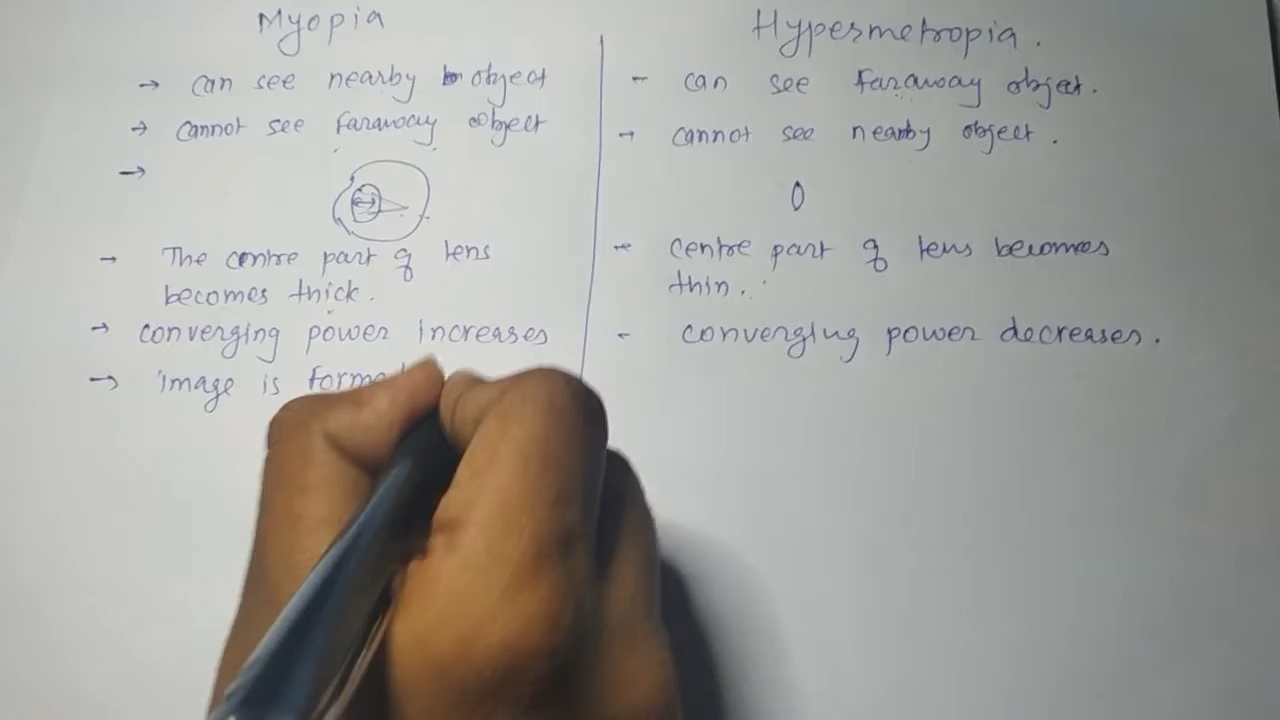 Myopia
→ can see nearby object
→ cannot see faraway object
→
→ The centre part of lens
becomes thick.
→ converging power increases
→ image is formed
Hypermetropia.
- can see faraway object.
→ cannot see nearby object.
- centre part of lens becomes
thin.
- converging power decreases.